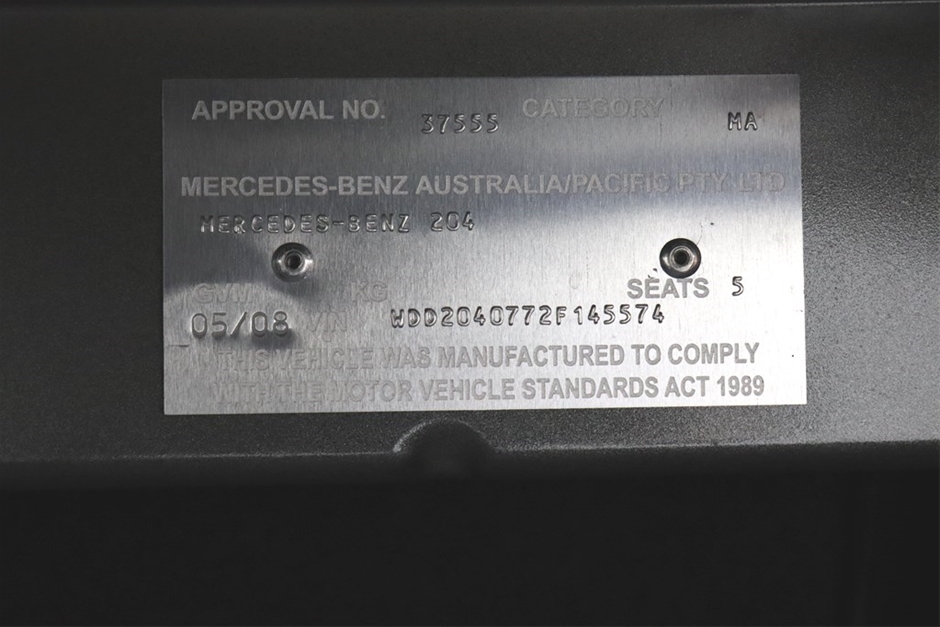 APPROVAL NO. 37555 CATEGORY MA
MERCEDES-BENZ AUSTRALIA/PACIFIC PTY LTD
MERCEDES-BENZ 204
GVM KG SEATS 5
05/08 VIN WDD2040772F145574
THIS VEHICLE WAS MANUFACTURED TO COMPLY
WITH THE MOTOR VEHICLE STANDARDS ACT 1989